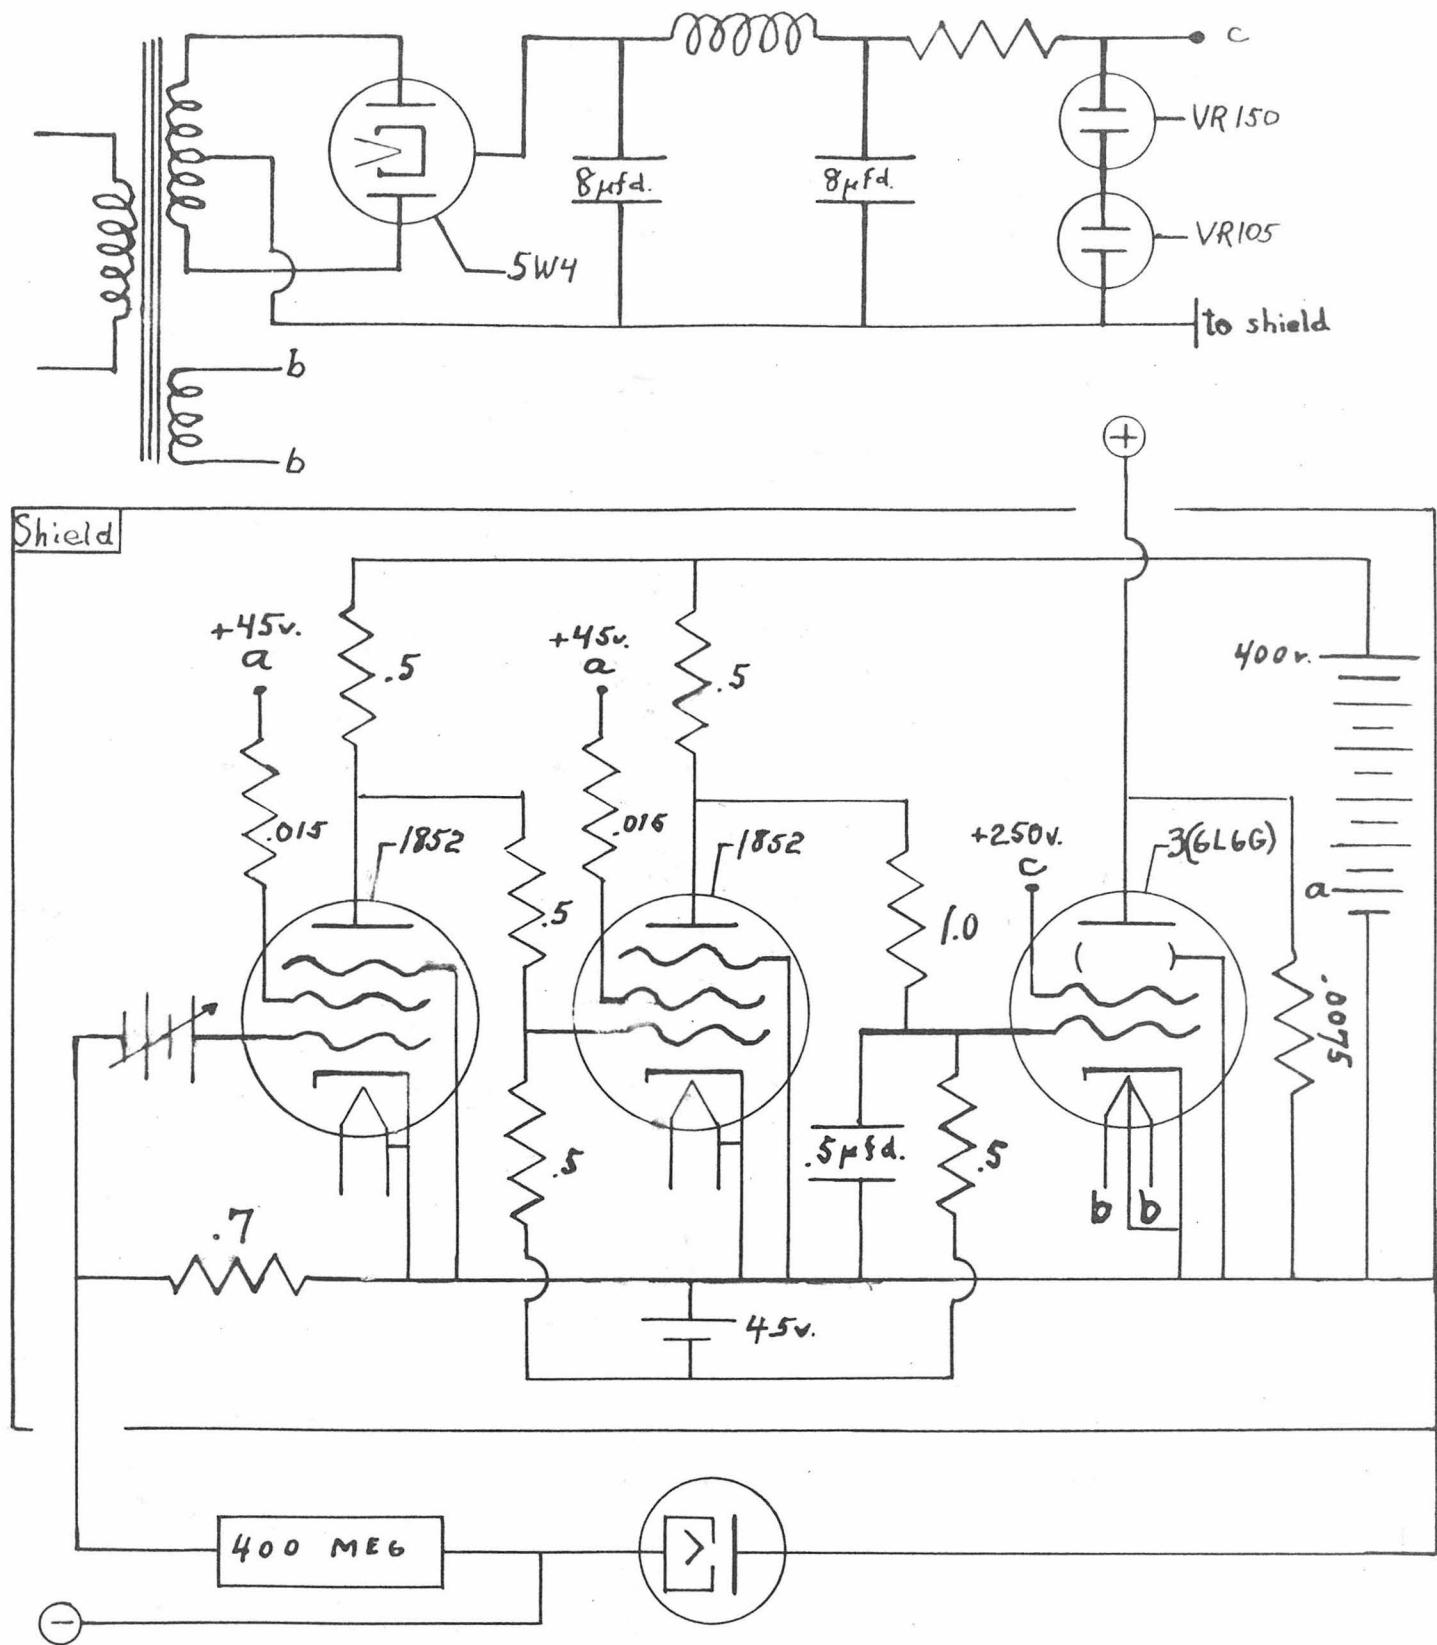 c
VR150
8μfd.
8μfd.
VR105
5W4
to shield
b
b
+
Shield
+45v.
a
+45v.
a
400v.
.5
.5
.015
.015
1852
1852
+250v.
c
3(6L6G)
a
.5
1.0
.0075
.5
.5μfd.
.5
b b
.7
45v.
400 MEG
−